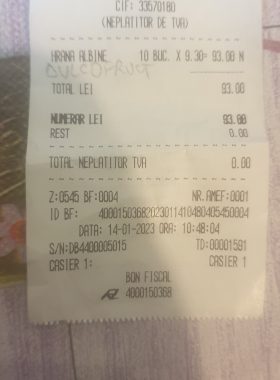 CIF: 33570180
(NEPLATITOR DE TVA)
HRANA ALBINE 10 BUC. X 9.30= 93.00 N
TOTAL LEI 93.00
NUMERAR LEI 93.00
REST 0.00
TOTAL NEPLATITOR TVA 0.00
Z:0545 BF:0004 NR.AMEF:0001
ID BF: 40001503682023011410480405450004
DATA: 14-01-2023 ORA: 10:48:04
S/N:DB4400005015 TD:00001591
CASIER 1: CASIER 1
BON FISCAL
4000150368